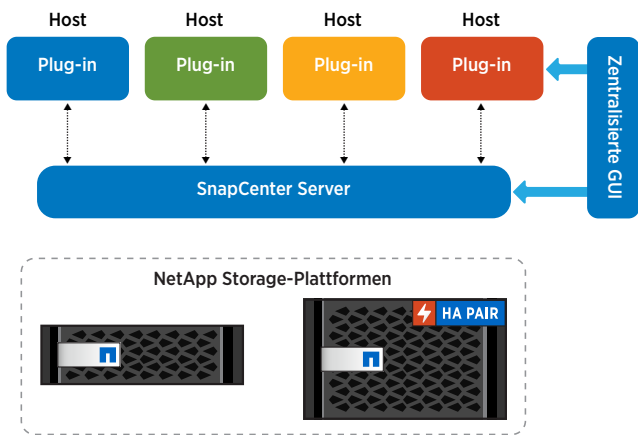 Host Host Host Host
Plug-in Plug-in Plug-in Plug-in
Zentralisierte GUI
SnapCenter Server
NetApp Storage-Plattformen
HA PAIR